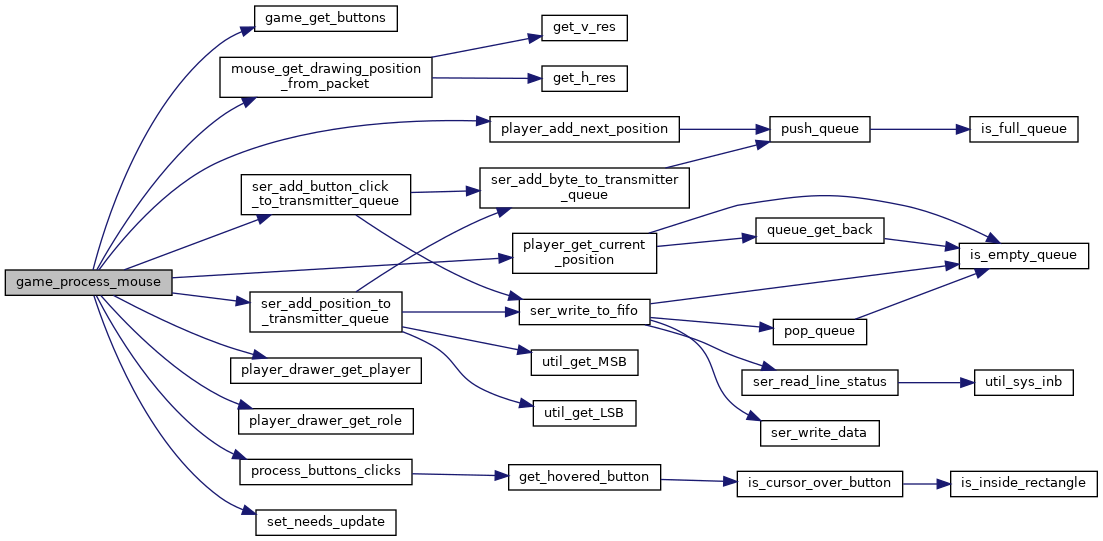 game_process_mouse
game_get_buttons
mouse_get_drawing_position
_from_packet
get_v_res
get_h_res
player_add_next_position
push_queue
is_full_queue
ser_add_button_click
_to_transmitter_queue
ser_add_byte_to_transmitter
_queue
player_get_current
_position
queue_get_back
is_empty_queue
ser_add_position_to
_transmitter_queue
ser_write_to_fifo
pop_queue
util_get_MSB
ser_read_line_status
util_sys_inb
util_get_LSB
ser_write_data
player_drawer_get_player
player_drawer_get_role
process_buttons_clicks
get_hovered_button
is_cursor_over_button
is_inside_rectangle
set_needs_update